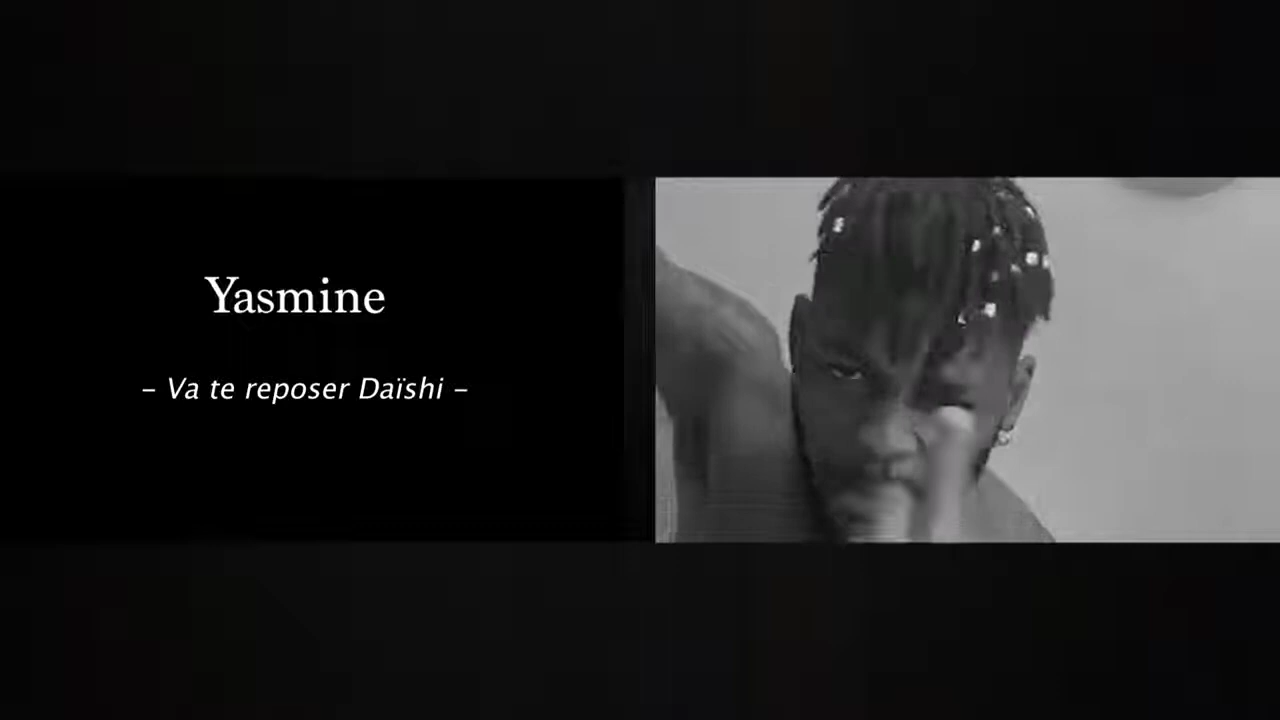 Yasmine
– Va te reposer Daïshi –